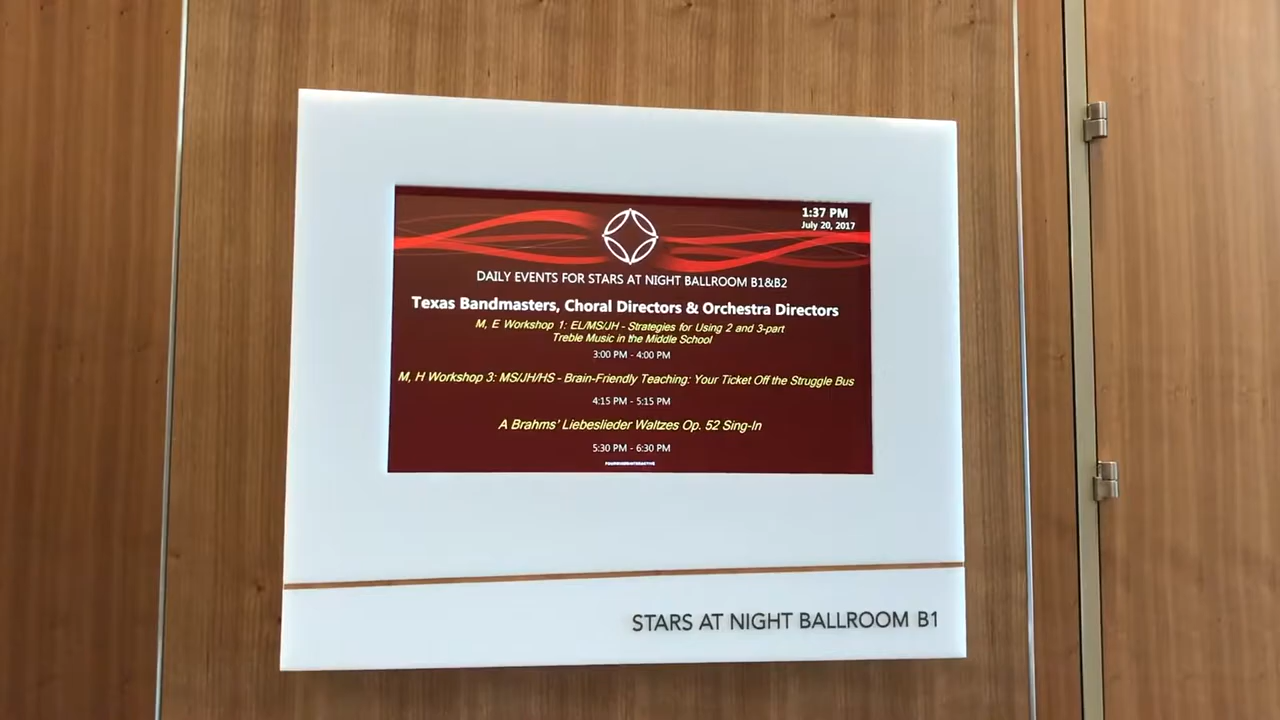 1:37 PM
July 20, 2017
DAILY EVENTS FOR STARS AT NIGHT BALLROOM B1&B2
Texas Bandmasters, Choral Directors & Orchestra Directors
M, E Workshop 1: EL/MS/JH - Strategies for Using 2 and 3-part
Treble Music in the Middle School
3:00 PM - 4:00 PM
M, H Workshop 3: MS/JH/HS - Brain-Friendly Teaching: Your Ticket Off the Struggle Bus
4:15 PM - 5:15 PM
A Brahms' Liebeslieder Waltzes Op. 52 Sing-In
5:30 PM - 6:30 PM
STARS AT NIGHT BALLROOM B1